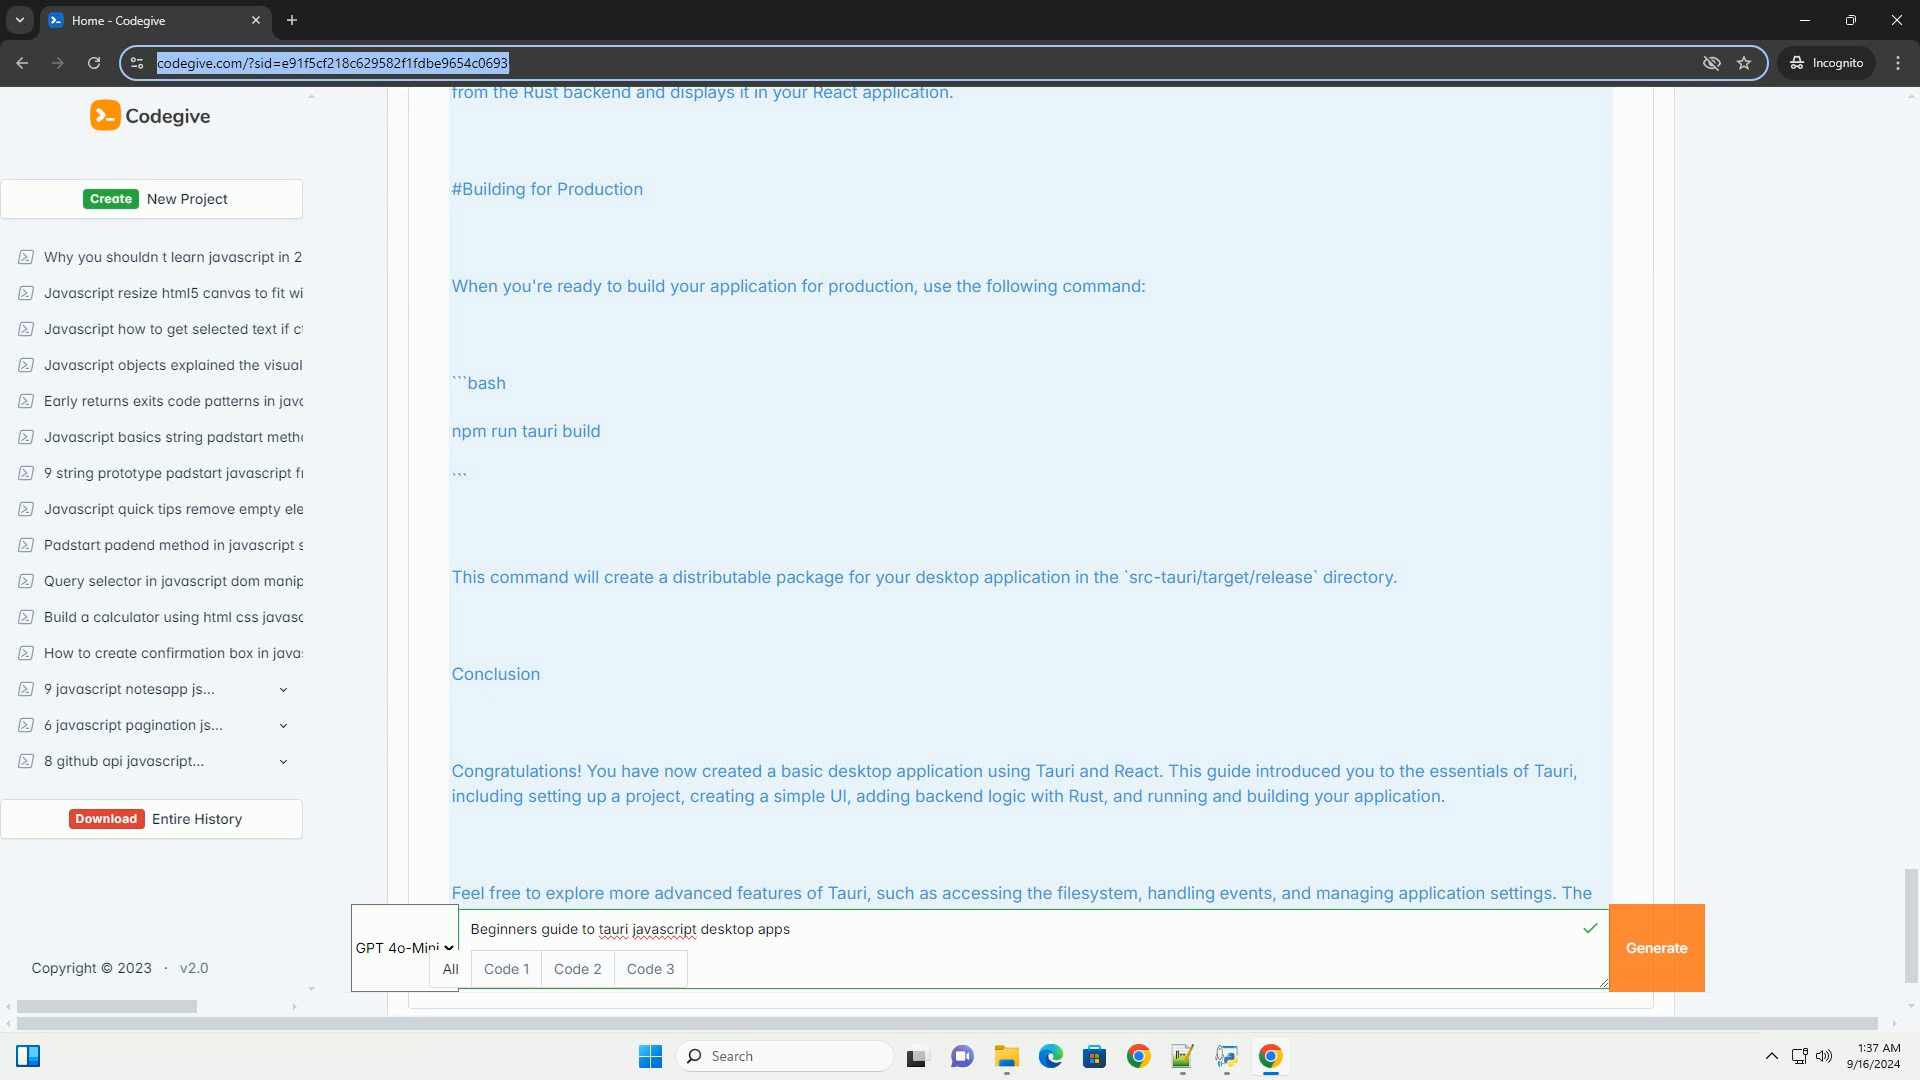 Home - Codegive
codegive.com/?sid=e91f5cf218c629582f1fdbe9654c0693
Incognito
Codegive
Create New Project
Why you shouldn t learn javascript in 2
Javascript resize html5 canvas to fit wi
Javascript how to get selected text if
Javascript objects explained the visual
Early returns exits code patterns in
Javascript basics string padstart
9 string prototype padstart javascript
Javascript quick tips remove empty
Padstart padend method in javascript
Query selector in javascript dom manip
Build a calculator using html css
How to create confirmation box in
9 javascript notesapp js...
6 javascript pagination js...
8 github api javascript...
Download Entire History
Copyright © 2023 · v2.0
from the Rust backend and displays it in your React application.
#Building for Production
When you're ready to build your application for production, use the following command:
```bash
npm run tauri build
```
This command will create a distributable package for your desktop application in the `src-tauri/target/release` directory.
Conclusion
Congratulations! You have now created a basic desktop application using Tauri and React. This guide introduced you to the essentials of Tauri,
including setting up a project, creating a simple UI, adding backend logic with Rust, and running and building your application.
Feel free to explore more advanced features of Tauri, such as accessing the filesystem, handling events, and managing application settings. The
GPT 4o-Mini
Beginners guide to tauri javascript desktop apps
All Code 1 Code 2 Code 3
Generate
Search
1:37 AM
9/16/2024